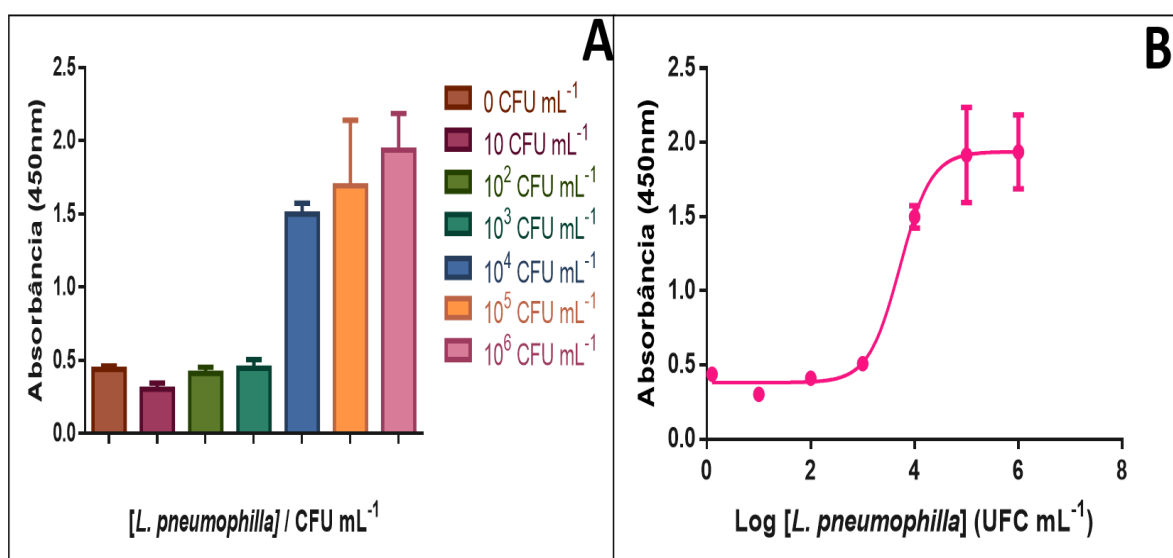 A
Absorbância (450nm)
2.5
2.0
1.5
1.0
0.5
0.0
0 CFU mL⁻¹
10 CFU mL⁻¹
10² CFU mL⁻¹
10³ CFU mL⁻¹
10⁴ CFU mL⁻¹
10⁵ CFU mL⁻¹
10⁶ CFU mL⁻¹
[L. pneumophilla] / CFU mL⁻¹
B
Absorbância (450nm)
2.5
2.0
1.5
1.0
0.5
0.0
0 2 4 6 8
Log [L. pneumophilla] (UFC mL⁻¹)